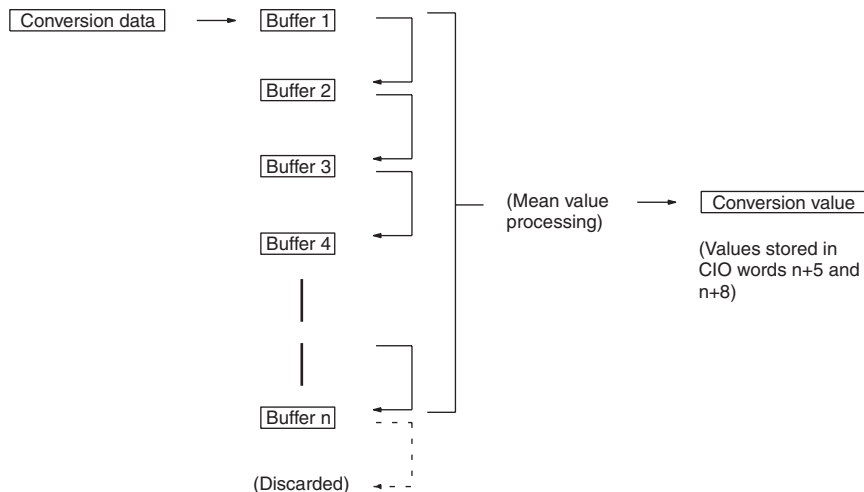 Conversion data
Buffer 1
Buffer 2
Buffer 3
Buffer 4
Buffer n
(Discarded)
(Mean value
processing)
Conversion value
(Values stored in
CIO words n+5 and
n+8)